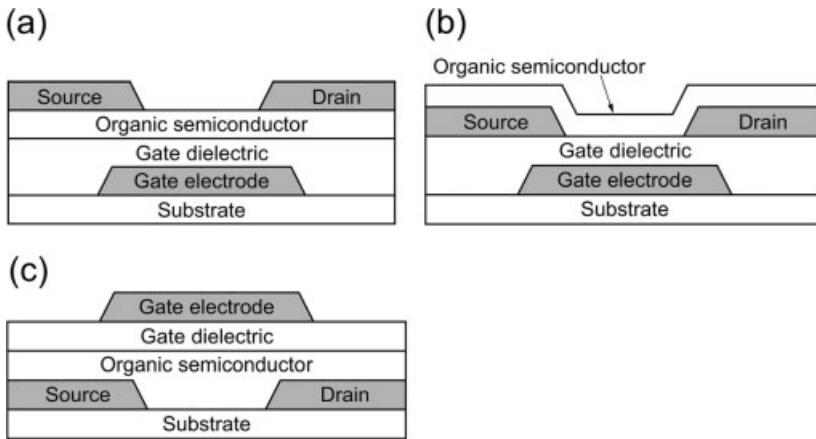 (a)
Source
Drain
Organic semiconductor
Gate dielectric
Gate electrode
Substrate
(b)
Organic semiconductor
Source
Drain
Gate dielectric
Gate electrode
Substrate
(c)
Gate electrode
Gate dielectric
Organic semiconductor
Source
Drain
Substrate